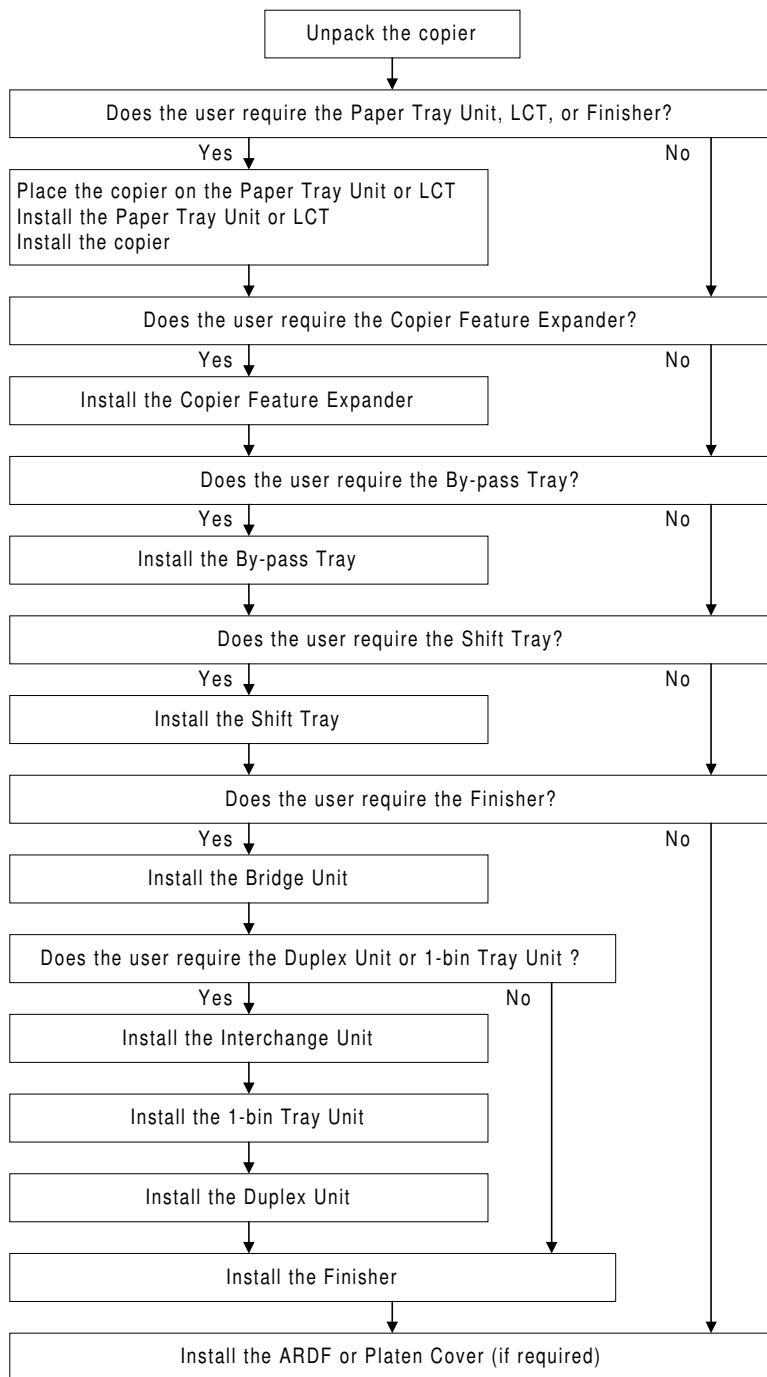 Unpack the copier
Does the user require the Paper Tray Unit, LCT, or Finisher?
Yes
No
Place the copier on the Paper Tray Unit or LCT
Install the Paper Tray Unit or LCT
Install the copier
Does the user require the Copier Feature Expander?
Yes
No
Install the Copier Feature Expander
Does the user require the By-pass Tray?
Yes
No
Install the By-pass Tray
Does the user require the Shift Tray?
Yes
No
Install the Shift Tray
Does the user require the Finisher?
Yes
No
Install the Bridge Unit
Does the user require the Duplex Unit or 1-bin Tray Unit ?
Yes
No
Install the Interchange Unit
Install the 1-bin Tray Unit
Install the Duplex Unit
Install the Finisher
Install the ARDF or Platen Cover (if required)